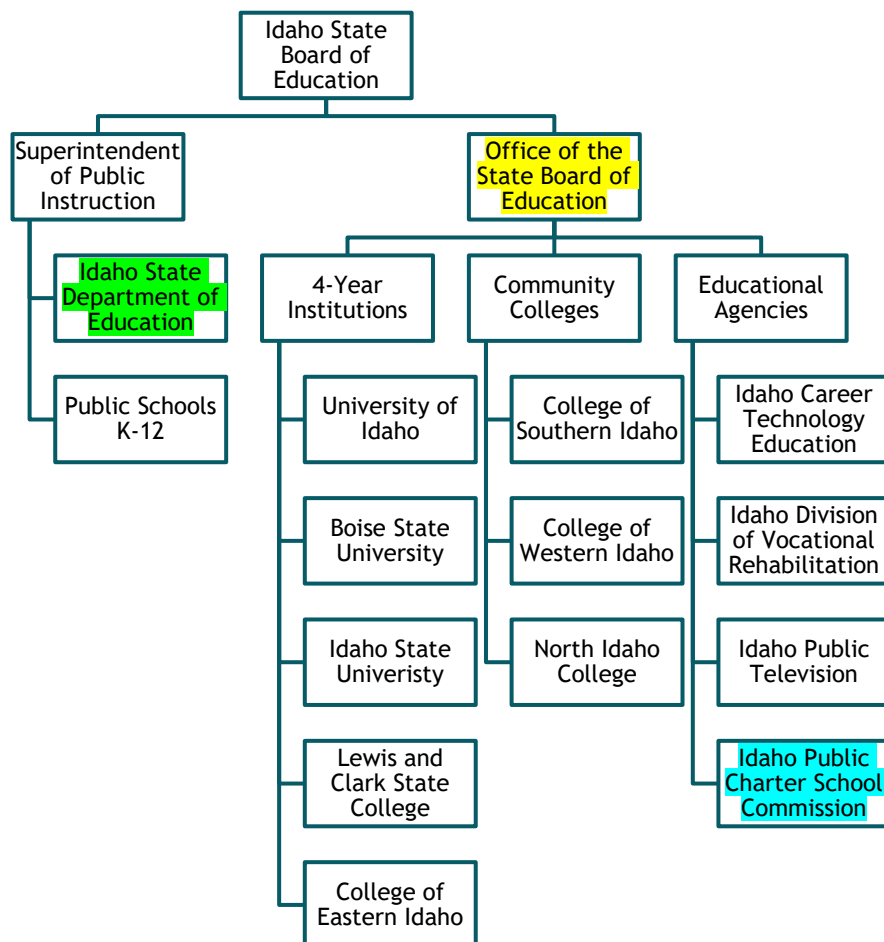 Idaho State
Board of
Education
Superintendent
of Public
Instruction
Office of the
State Board of
Education
Idaho State
Department of
Education
Public Schools
K-12
4-Year
Institutions
Community
Colleges
Educational
Agencies
University of
Idaho
Boise State
University
Idaho State
Univeristy
Lewis and
Clark State
College
College of
Eastern Idaho
College of
Southern Idaho
College of
Western Idaho
North Idaho
College
Idaho Career
Technology
Education
Idaho Division
of Vocational
Rehabilitation
Idaho Public
Television
Idaho Public
Charter School
Commission